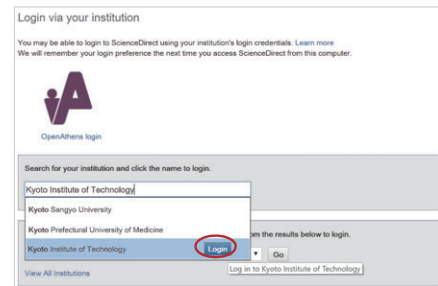 Login via your institution
You may be able to login to ScienceDirect using your institution's login credentials. Learn more
We will remember your login preference the next time you access ScienceDirect from this computer.
OpenAthens login
Search for your institution and click the name to login.
Kyoto Institute of Technology
Kyoto Sangyo University
Kyoto Prefectural University of Medicine
om the results below to login.
Kyoto Institute of Technology Login Go
Log in to Kyoto Institute of Technology
View All Institutions